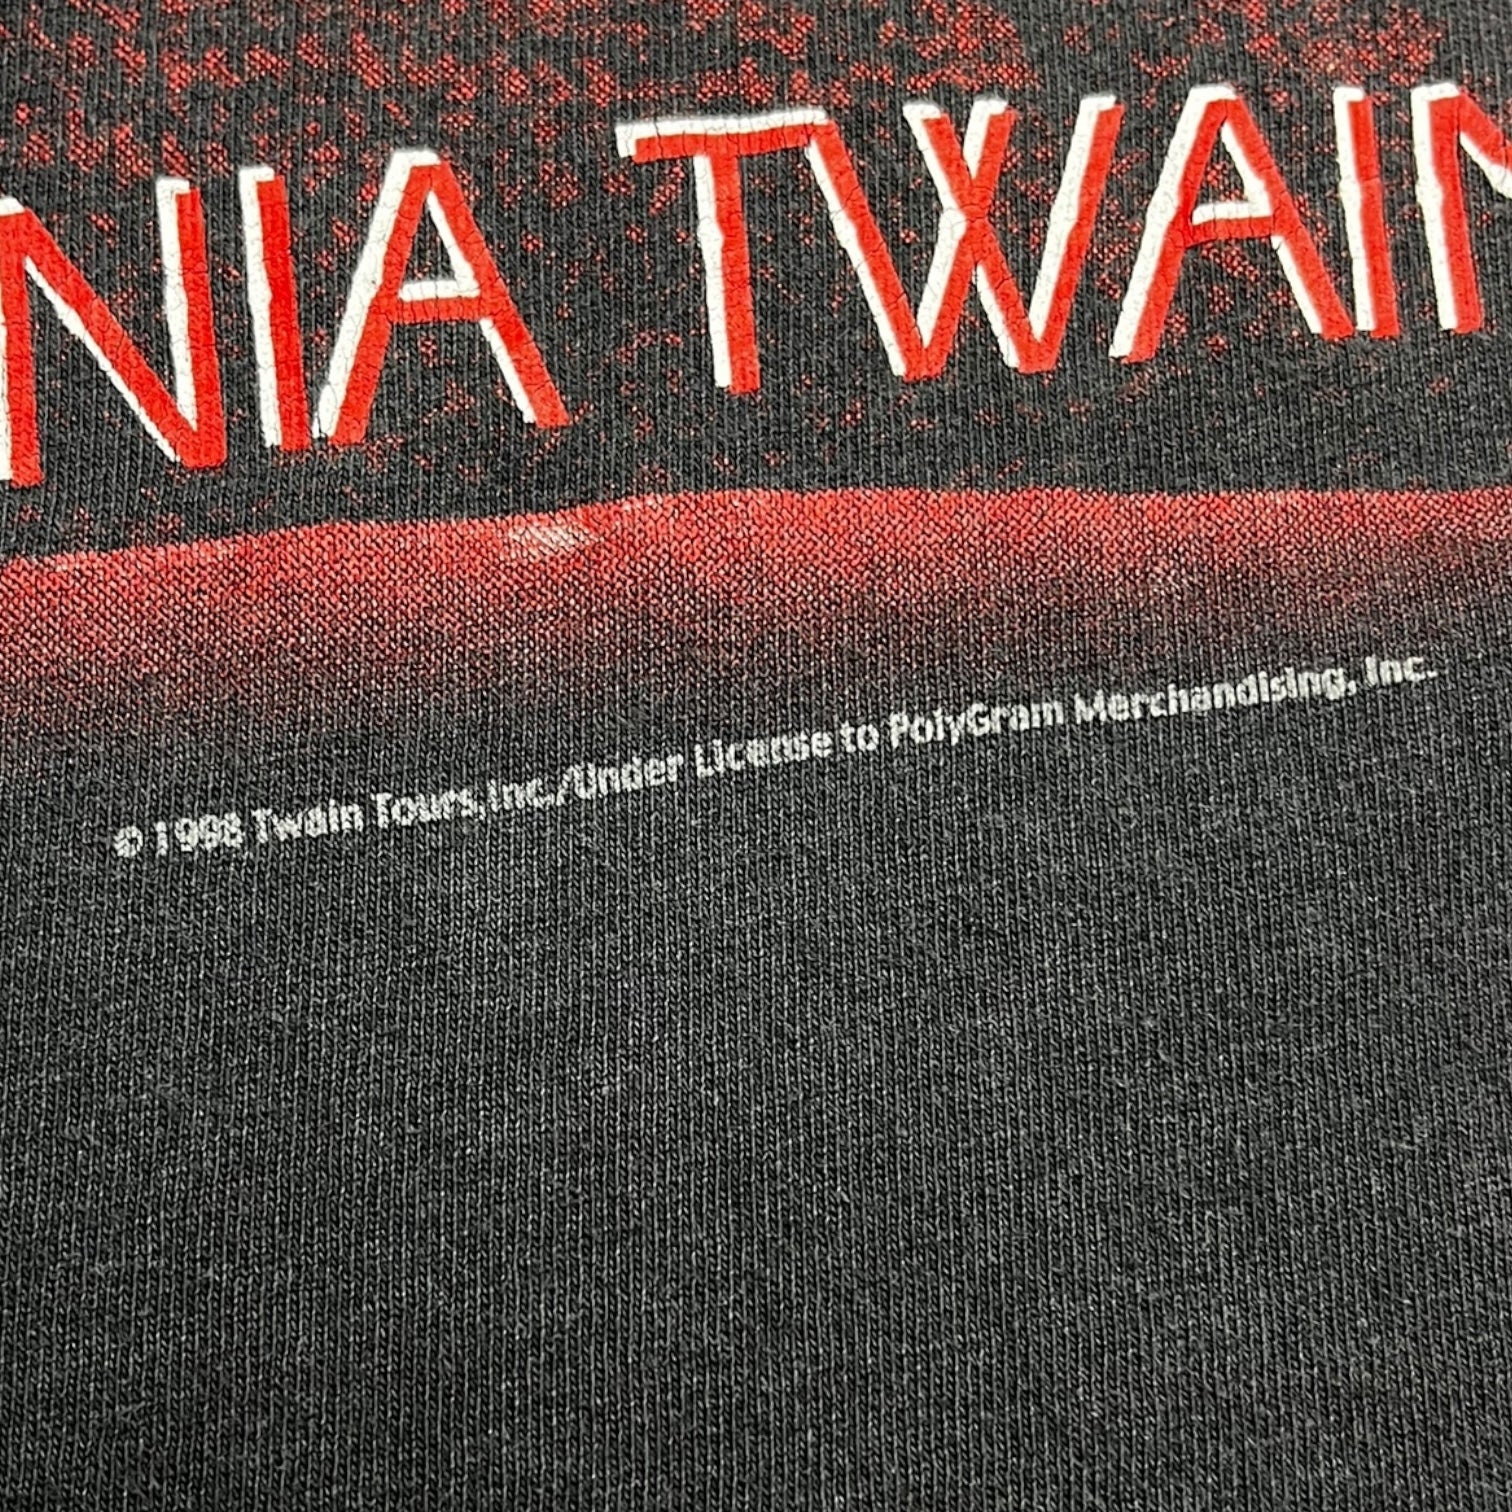 NIA TWAIN
© 1998 Twain Tours, Inc./Under License to PolyGram Merchandising, Inc.